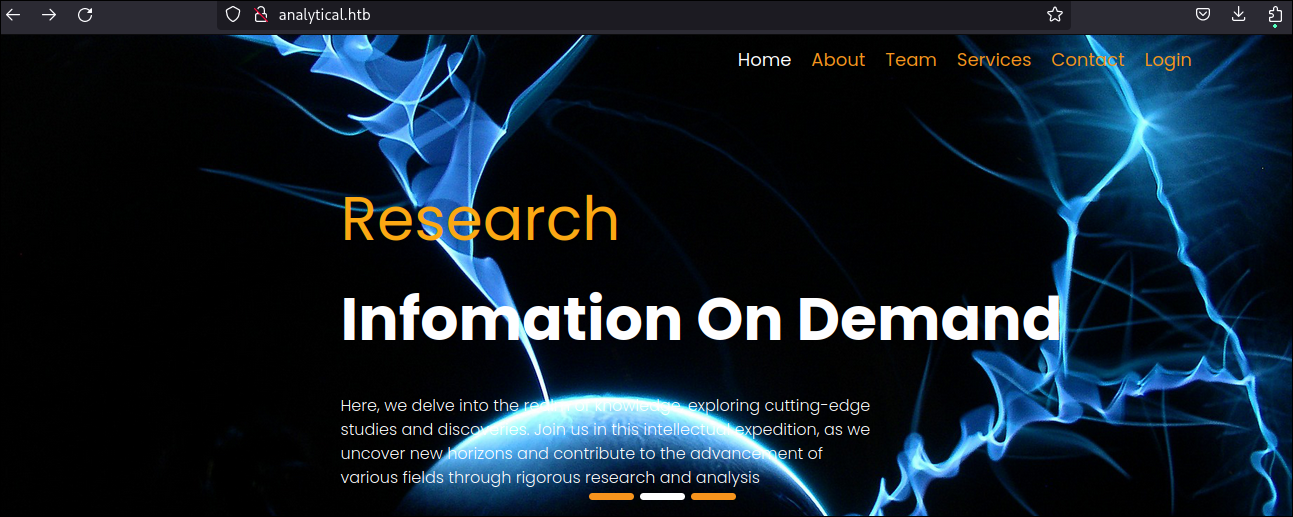 analytical.htb
Home About Team Services Contact Login
Research
Infomation On Demand
Here, we delve into the realm of knowledge, exploring cutting-edge
studies and discoveries. Join us in this intellectual expedition, as we
uncover new horizons and contribute to the advancement of
various fields through rigorous research and analysis